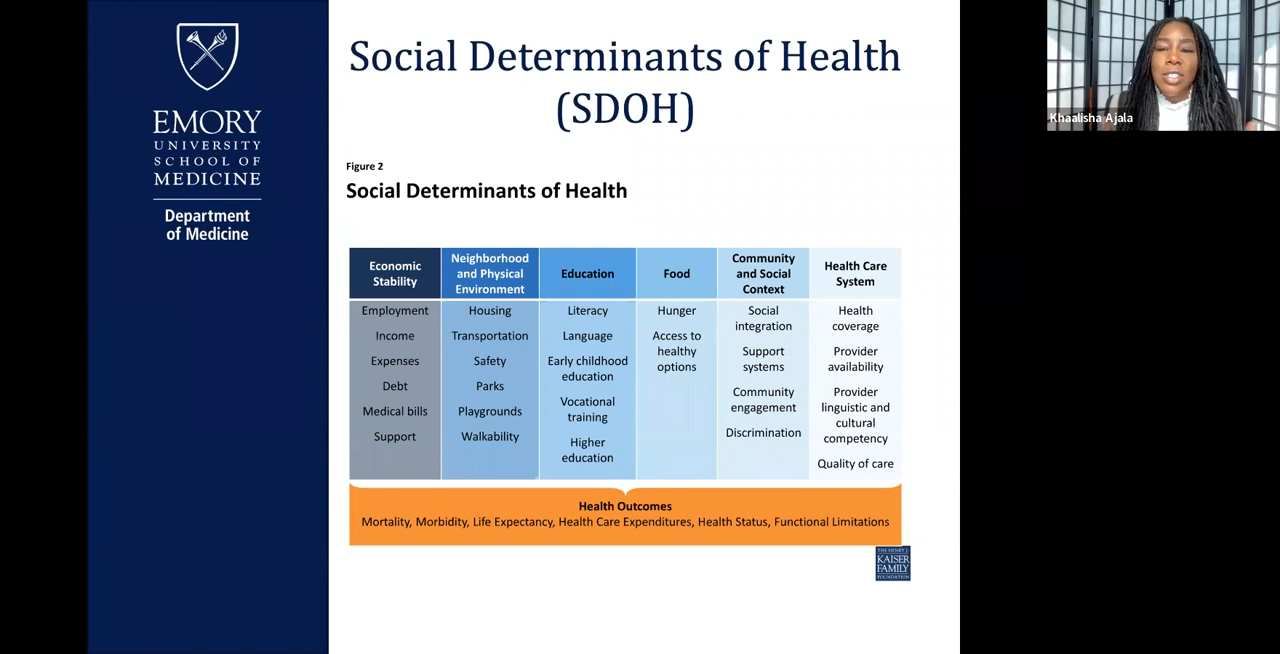 EMORY
UNIVERSITY
SCHOOL OF
MEDICINE
Department
of Medicine
Social Determinants of Health
(SDOH)
Figure 2
Social Determinants of Health
Economic
Stability
Employment
Income
Expenses
Debt
Medical bills
Support
Neighborhood
and Physical
Environment
Housing
Transportation
Safety
Parks
Playgrounds
Walkability
Education
Literacy
Language
Early childhood
education
Vocational
training
Higher
education
Food
Hunger
Access to
healthy
options
Community
and Social
Context
Social
integration
Support
systems
Community
engagement
Discrimination
Health Care
System
Health
coverage
Provider
availability
Provider
linguistic and
cultural
competency
Quality of care
Health Outcomes
Mortality, Morbidity, Life Expectancy, Health Care Expenditures, Health Status, Functional Limitations
THE HENRY J.
KAISER
FAMILY
FOUNDATION
Khaalisha Ajala